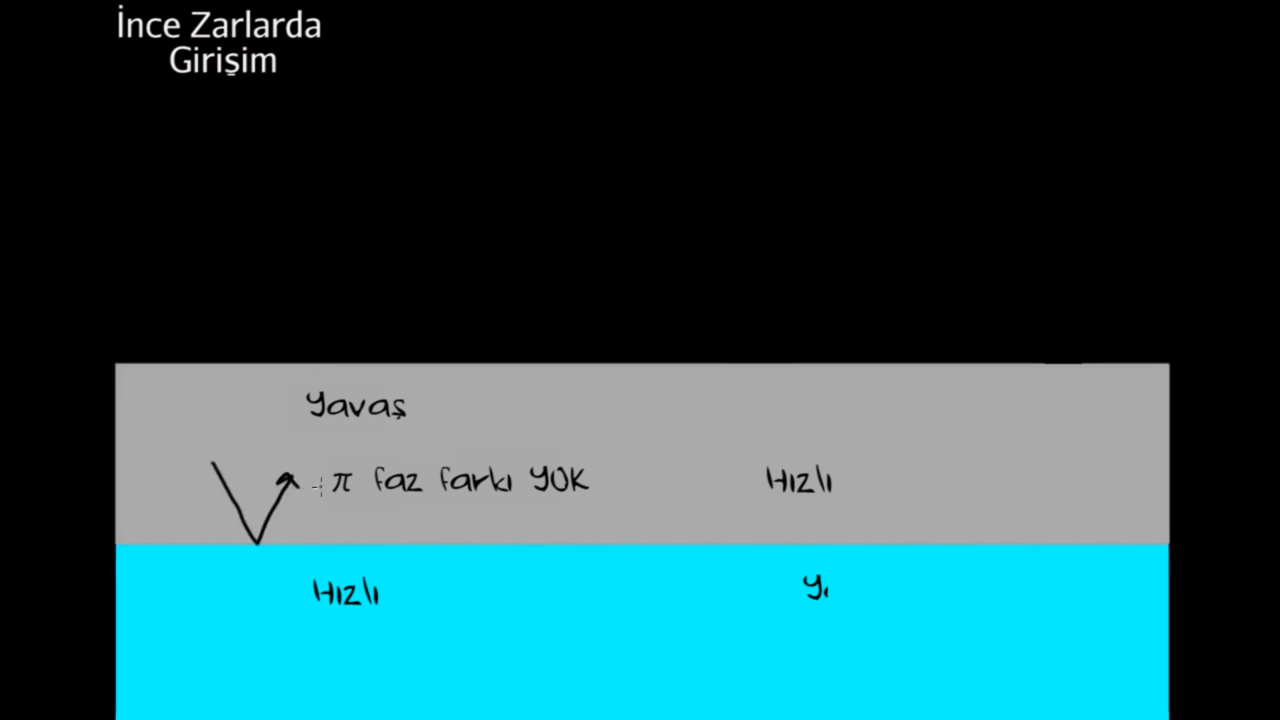 İnce Zarlarda
Girişim
Yavaş
π faz farkı YOK
Hızlı
Hızlı